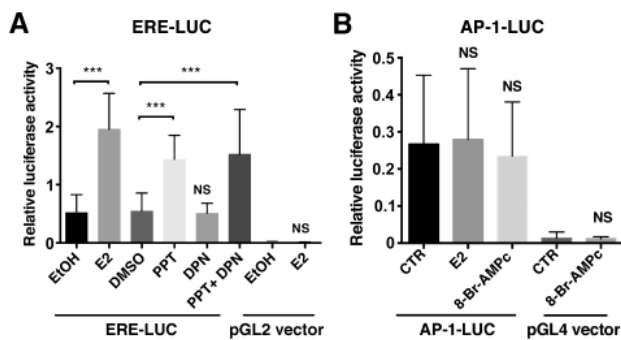 A
ERE-LUC
Relative luciferase activity
3
2
1
0
***
***
***
NS
NS
EtOH
E2
DMSO
PPT
DPN
PPT+ DPN
EtOH
E2
ERE-LUC
pGL2 vector
B
AP-1-LUC
Relative luciferase activity
0.5
0.4
0.3
0.2
0.1
0
NS
NS
NS
CTR
E2
8-Br-AMPc
CTR
8-Br-AMPc
AP-1-LUC
pGL4 vector